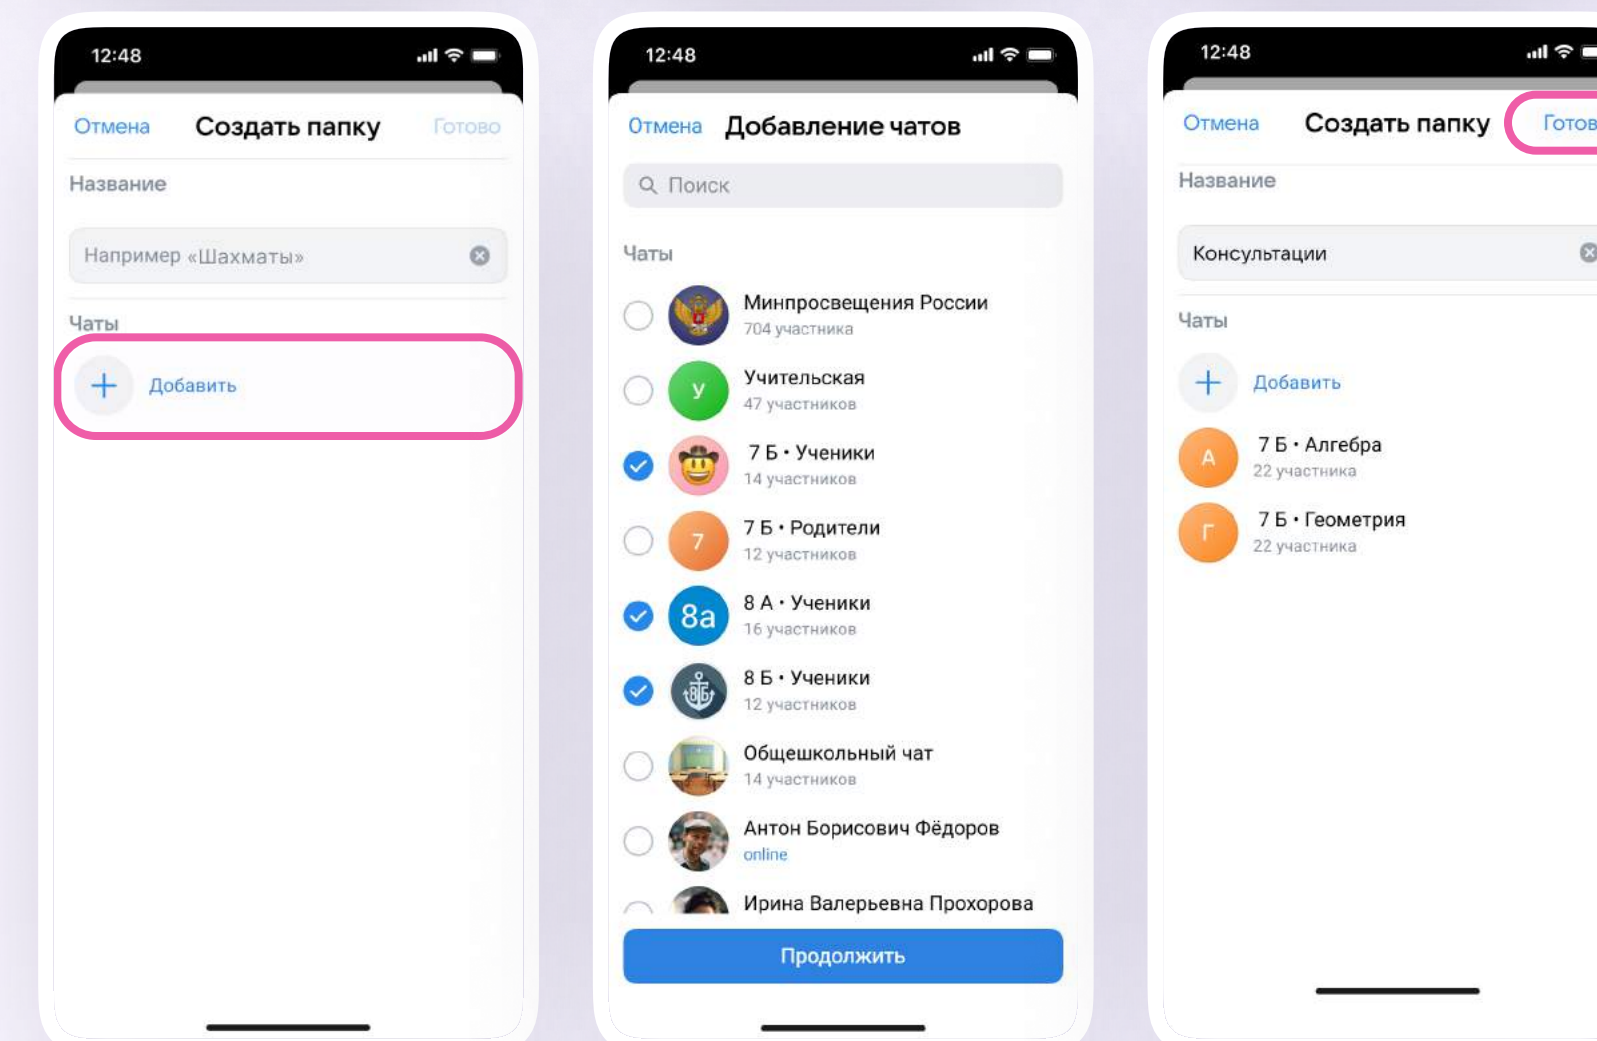 12:48
Отмена Создать папку Готово
Название
Например «Шахматы»
Чаты
Добавить
12:48
Отмена Добавление чатов
Поиск
Чаты
Минпросвещения России
704 участника
У Учительская
47 участников
7 Б • Ученики
14 участников
7 7 Б • Родители
12 участников
8а 8 А • Ученики
16 участников
8Б 8 Б • Ученики
12 участников
Общешкольный чат
14 участников
Антон Борисович Фёдоров
online
Ирина Валерьевна Прохорова
Продолжить
12:48
Отмена Создать папку Готов
Название
Консультации
Чаты
Добавить
А 7 Б • Алгебра
22 участника
Г 7 Б • Геометрия
22 участника